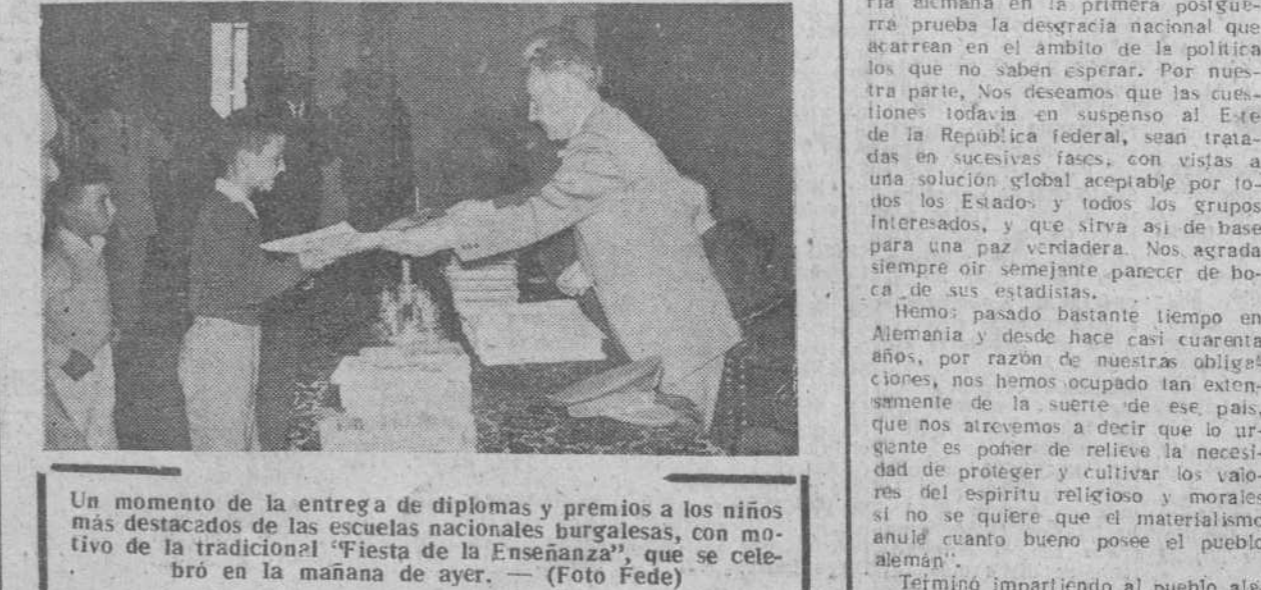 Un momento de la entrega de diplomas y premios a los niños
más destacados de las escuelas nacionales burgalesas, con mo-
tivo de la tradicional "Fiesta de la Enseñanza", que se cele-
bró en la mañana de ayer. — (Foto Fede)
ría alemana en la primera postgue-
rra prueba la desgracia nacional que
acarrean en el ámbito de la política
los que no saben esperar. Por nues-
tra parte, Nos deseamos que las cues-
tiones todavía en suspenso al Este
de la República federal, sean trata-
das en sucesivas fases, con vistas a
una solución global aceptable por to-
dos los Estados y todos los grupos
interesados, y que sirva así de base
para una paz verdadera. Nos agrada
siempre oir semejante parecer de bo-
ca de sus estadistas.
Hemos pasado bastante tiempo en
Alemania y desde hace casi cuarenta
años, por razón de nuestras obliga-
ciones, nos hemos ocupado tan exten-
samente de la suerte de ese país,
que nos atrevemos a decir que lo ur-
gente es poner de relieve la necesi-
dad de proteger y cultivar los valo-
res del espíritu religioso y morales
si no se quiere que el materialismo
anule cuanto bueno posee el pueblo
alemán".
Terminó impartiendo al pueblo ale-